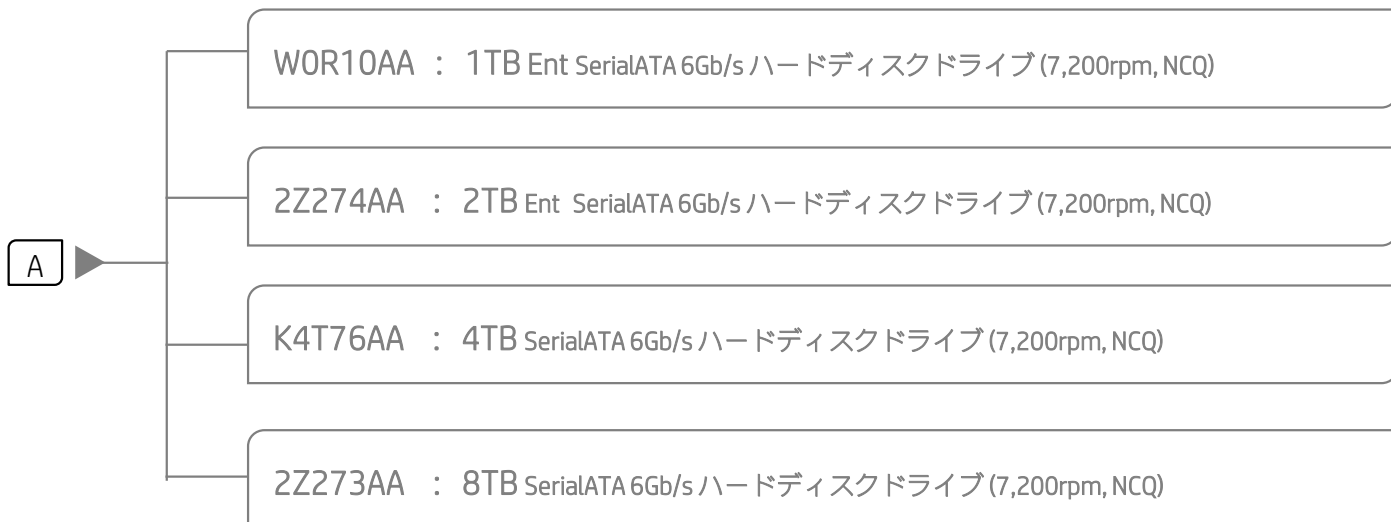 W0R10AA : 1TB Ent SerialATA 6Gb/s ハードディスクドライブ (7,200rpm, NCQ)
2Z274AA : 2TB Ent SerialATA 6Gb/s ハードディスクドライブ (7,200rpm, NCQ)
A
K4T76AA : 4TB SerialATA 6Gb/s ハードディスクドライブ (7,200rpm, NCQ)
2Z273AA : 8TB SerialATA 6Gb/s ハードディスクドライブ (7,200rpm, NCQ)